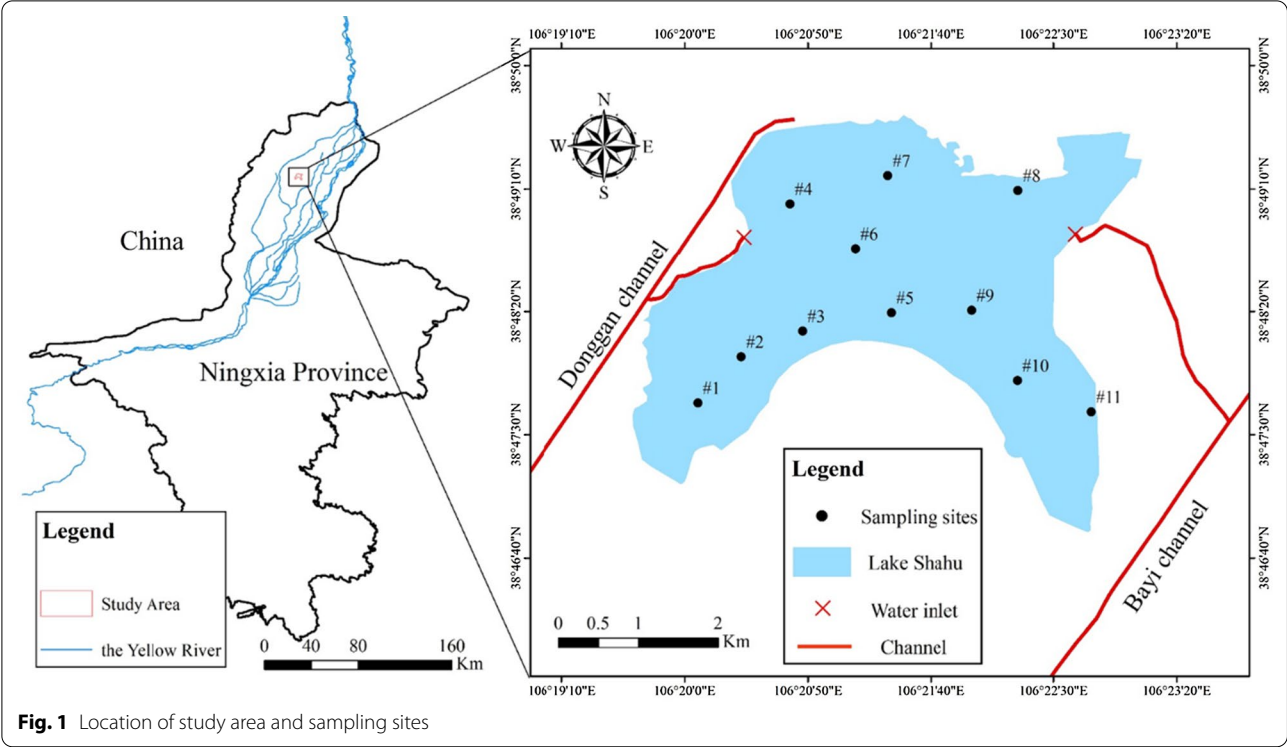 China
Ningxia Province
Legend
Study Area
the Yellow River
0 40 80 160
Km
106°19'10"E 106°20'0"E 106°20'50"E 106°21'40"E 106°22'30"E 106°23'20"E
38°50'0"N
38°49'10"N
38°48'20"N
38°47'30"N
38°46'40"N
N
W E
S
Donggan channel
#7
#8
#4
#6
#5
#9
#3
#2
#10
#1
#11
Bayi channel
Legend
Sampling sites
Lake Shahu
Water inlet
Channel
0 0.5 1 2
Km
38°50'0"N
38°49'10"N
38°48'20"N
38°47'30"N
38°46'40"N
106°19'10"E 106°20'0"E 106°20'50"E 106°21'40"E 106°22'30"E 106°23'20"E
Fig. 1 Location of study area and sampling sites